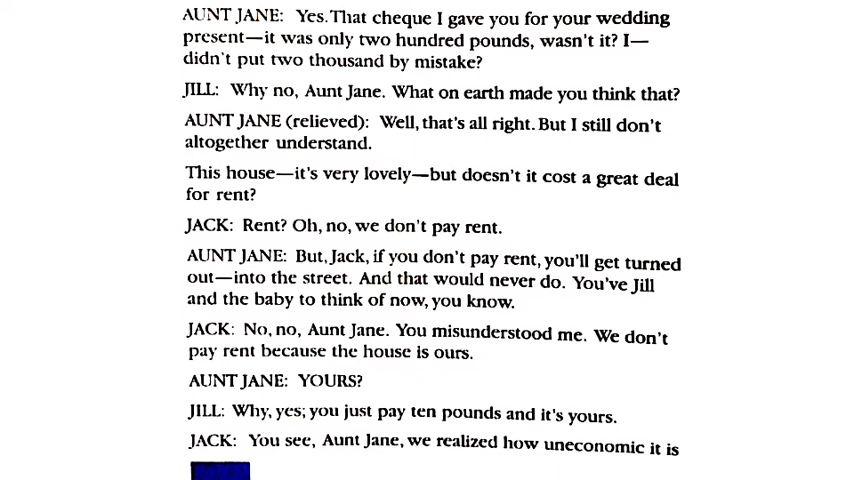 AUNT JANE: Yes. That cheque I gave you for your wedding
present—it was only two hundred pounds, wasn't it? I—
didn't put two thousand by mistake?
JILL: Why no, Aunt Jane. What on earth made you think that?
AUNT JANE (relieved): Well, that's all right. But I still don't
altogether understand.
This house—it's very lovely—but doesn't it cost a great deal
for rent?
JACK: Rent? Oh, no, we don't pay rent.
AUNT JANE: But, Jack, if you don't pay rent, you'll get turned
out—into the street. And that would never do. You've Jill
and the baby to think of now, you know.
JACK: No, no, Aunt Jane. You misunderstood me. We don't
pay rent because the house is ours.
AUNT JANE: YOURS?
JILL: Why, yes; you just pay ten pounds and it's yours.
JACK: You see, Aunt Jane, we realized how uneconomic it is